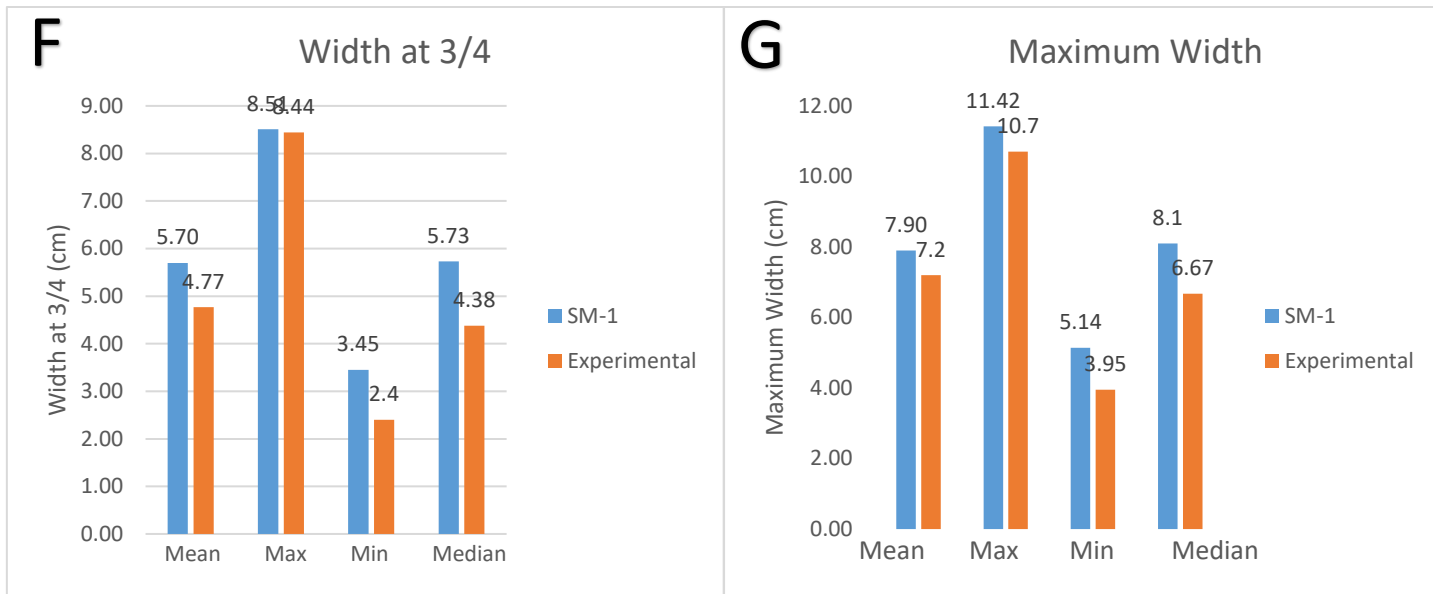 F
Width at 3/4
Width at 3/4 (cm)
9.00
8.00
7.00
6.00
5.00
4.00
3.00
2.00
1.00
0.00
5.70
4.77
8.51
8.44
3.45
2.4
5.73
4.38
Mean Max Min Median
SM-1
Experimental
G
Maximum Width
Maximum Width (cm)
12.00
10.00
8.00
6.00
4.00
2.00
0.00
7.90
7.2
11.42
10.7
5.14
3.95
8.1
6.67
Mean Max Min Median
SM-1
Experimental